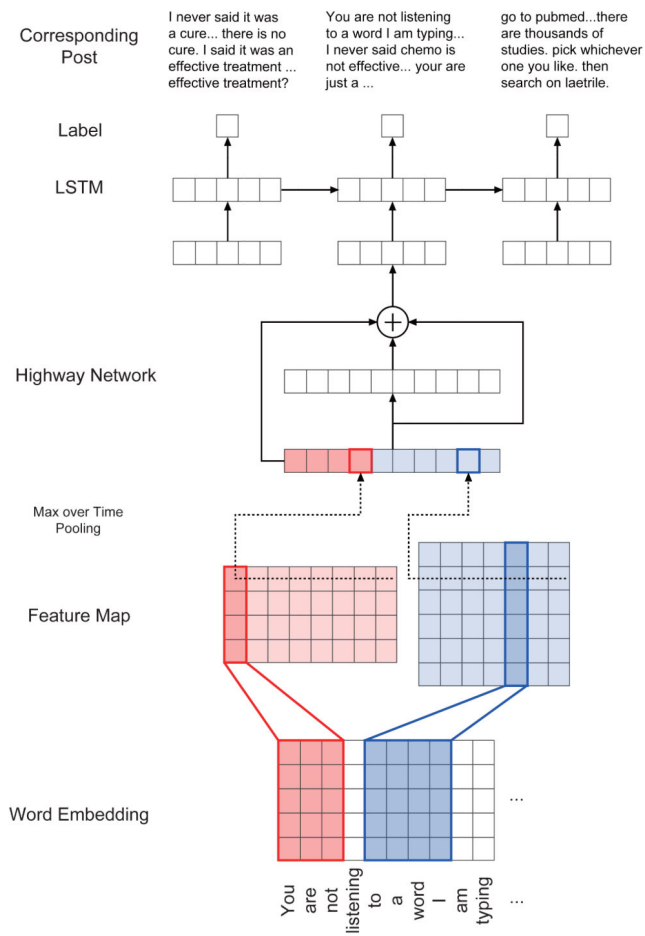 Corresponding
Post
I never said it was
a cure... there is no
cure. I said it was an
effective treatment ...
effective treatment?
You are not listening
to a word I am typing...
I never said chemo is
not effective... your are
just a ...
go to pubmed...there
are thousands of
studies. pick whichever
one you like. then
search on laetrile.
Label
LSTM
+
Highway Network
Max over Time
Pooling
Feature Map
Word Embedding
...
You
are
not
listening
to
a
word
I
am
typing
...